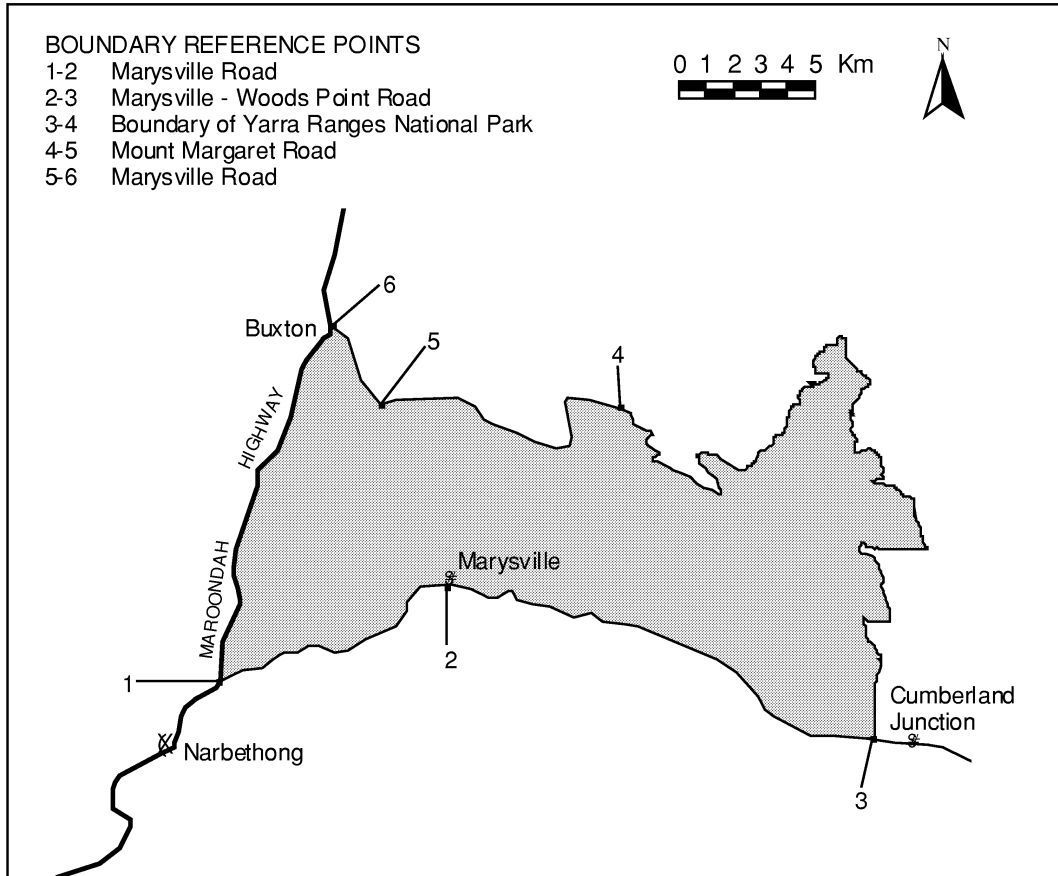 BOUNDARY REFERENCE POINTS
1-2 Marysville Road
2-3 Marysville - Woods Point Road
3-4 Boundary of Yarra Ranges National Park
4-5 Mount Margaret Road
5-6 Marysville Road
0 1 2 3 4 5 Km
N
6
Buxton
5
4
HIGHWAY
MAROONDAH
Marysville
2
1
Cumberland
Junction
Narbethong
3